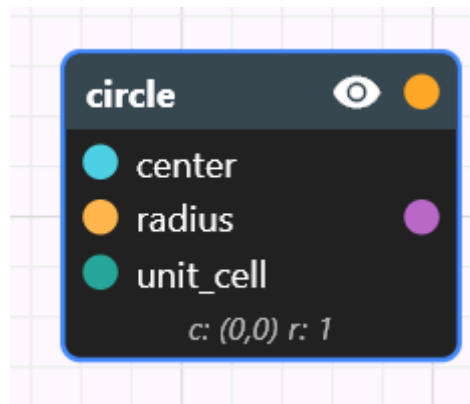 circle
center
radius
unit_cell
c: (0,0) r: 1